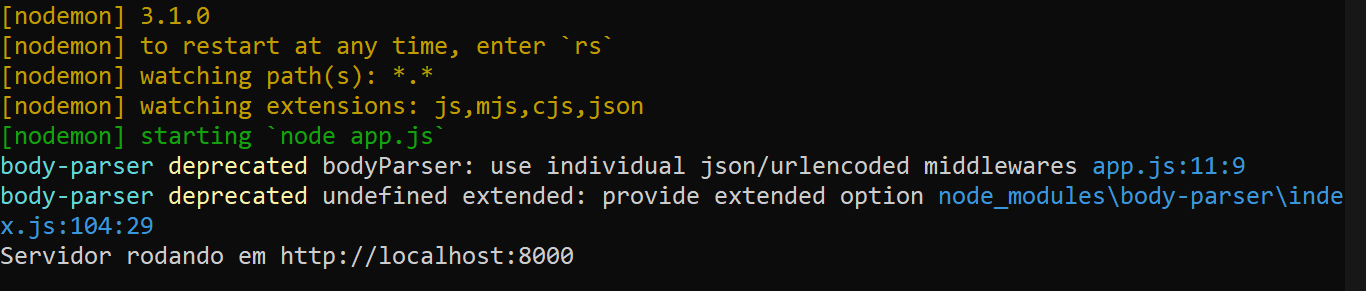 [nodemon] 3.1.0
[nodemon] to restart at any time, enter `rs`
[nodemon] watching path(s): *.*
[nodemon] watching extensions: js,mjs,cjs,json
[nodemon] starting `node app.js`
body-parser deprecated bodyParser: use individual json/urlencoded middlewares app.js:11:9
body-parser deprecated undefined extended: provide extended option node_modules\body-parser\inde
x.js:104:29
Servidor rodando em http://localhost:8000